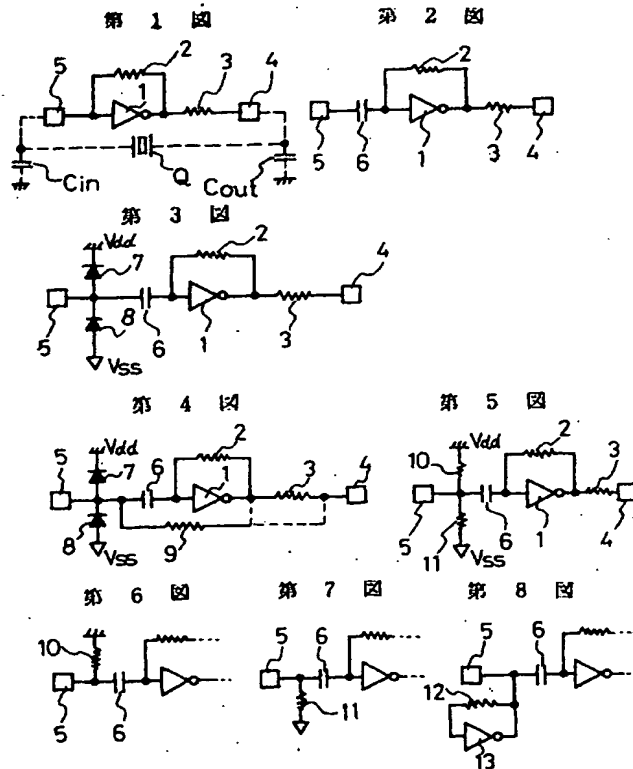 第 1 図
5 2 1 3 4
Cin Q Cout
第 2 図
5 6 2 1 3 4
第 3 図
Vdd 7 5 8 Vss 6 2 1 3 4
第 4 図
Vdd 5 7 8 Vss 6 2 1 9 3 4
第 5 図
Vdd 10 5 11 Vss 6 2 1 3 4
第 6 図
10 5 6
第 7 図
5 6 11
第 8 図
5 6 12 13